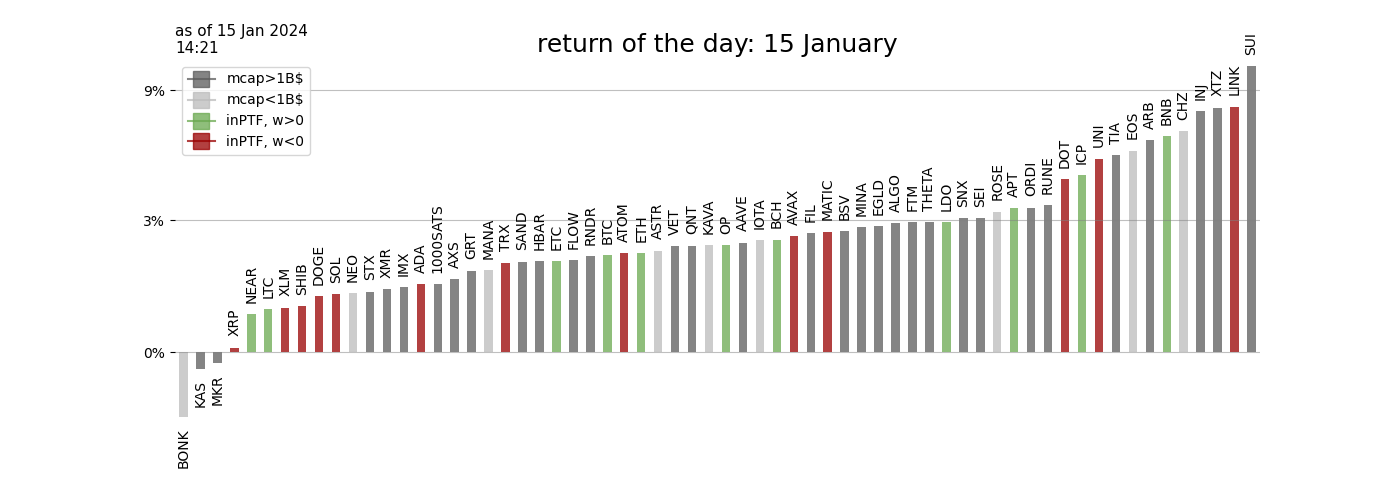 as of 15 Jan 2024
14:21
return of the day: 15 January
mcap>1B$
mcap<1B$
inPTF, w>0
inPTF, w<0
9%
3%
0%
BONK
KAS
MKR
XRP
NEAR
LTC
XLM
SHIB
DOGE
SOL
NEO
STX
XMR
IMX
ADA
1000SATS
AXS
GRT
MANA
TRX
SAND
HBAR
ETC
FLOW
RNDR
BTC
ATOM
ETH
ASTR
VET
QNT
KAVA
OP
AAVE
IOTA
BCH
AVAX
FIL
MATIC
BSV
MINA
EGLD
ALGO
FTM
THETA
LDO
SNX
SEI
ROSE
APT
ORDI
RUNE
DOT
ICP
UNI
TIA
EOS
ARB
BNB
CHZ
INJ
XTZ
LINK
SUI